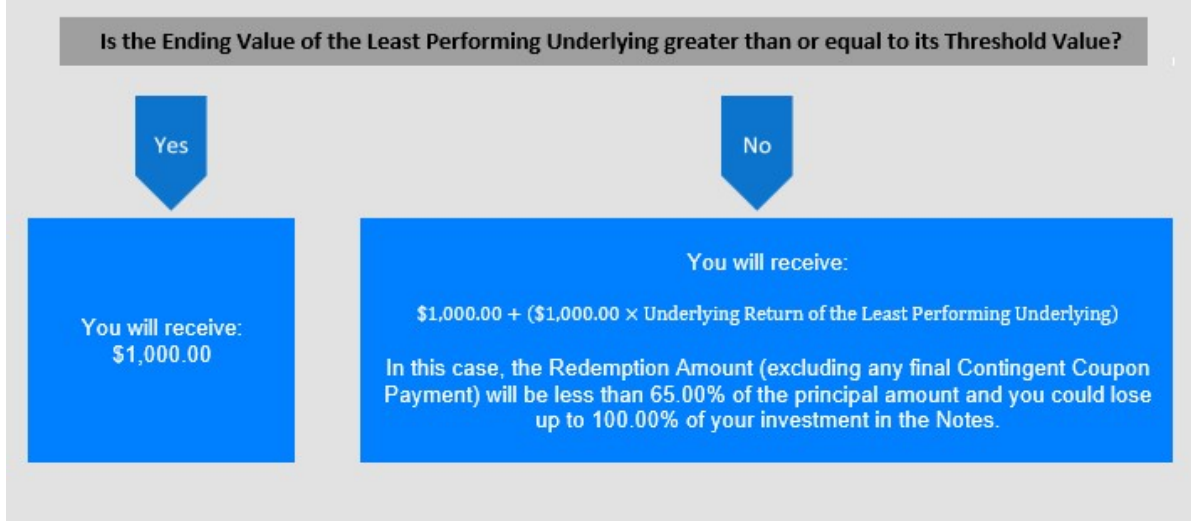 Is the Ending Value of the Least Performing Underlying greater than or equal to its Threshold Value?
Yes
No
You will receive:
$1,000.00
You will receive:
$1,000.00 + ($1,000.00 × Underlying Return of the Least Performing Underlying)
In this case, the Redemption Amount (excluding any final Contingent Coupon
Payment) will be less than 65.00% of the principal amount and you could lose
up to 100.00% of your investment in the Notes.